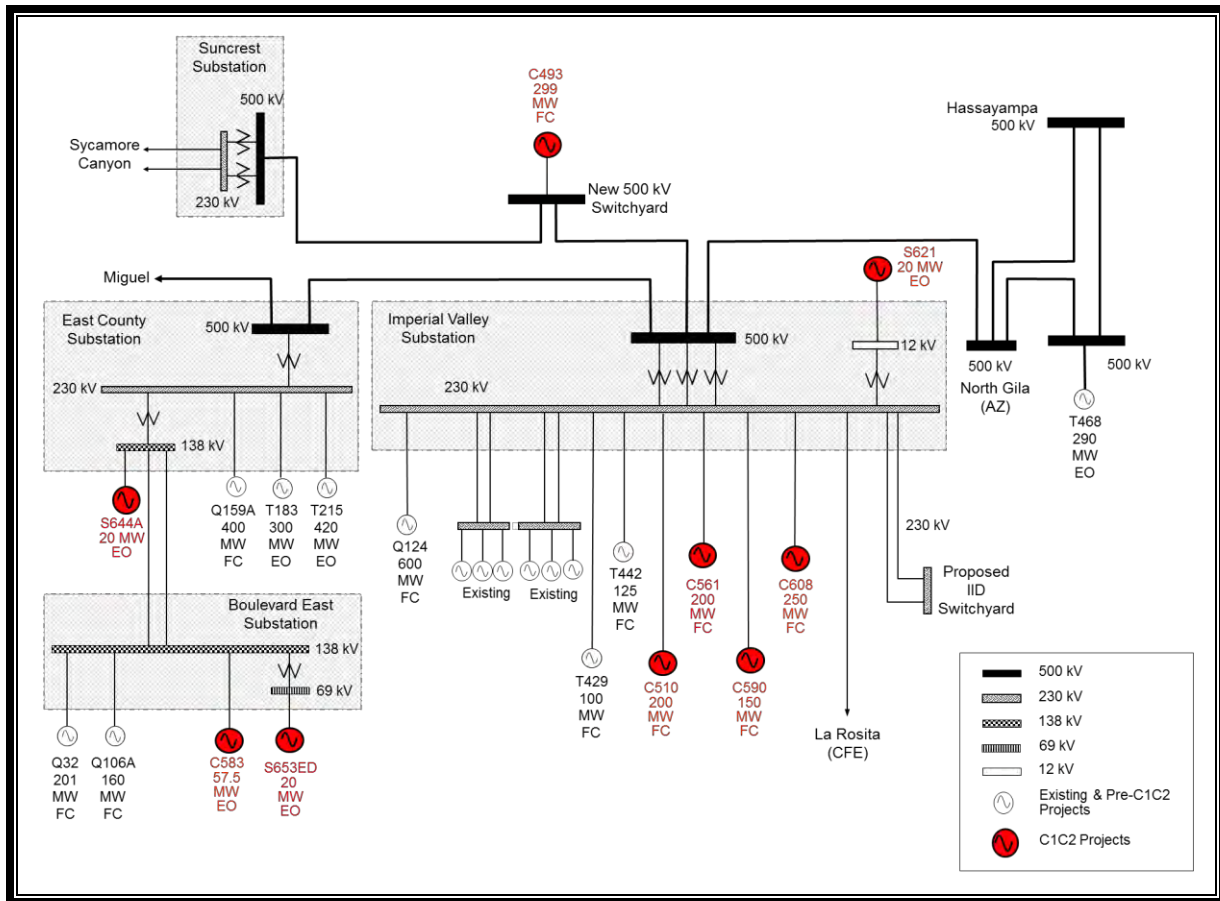 Suncrest
Substation
500 kV
Sycamore
Canyon
230 kV
C493
299
MW
FC
New 500 kV
Switchyard
Hassayampa
500 kV
S621
20 MW
EO
Miguel
East County
Substation
500 kV
230 kV
138 kV
S644A
20 MW
EO
Q159A
400
MW
FC
T183
300
MW
EO
T215
420
MW
EO
Imperial Valley
Substation
500 kV
12 kV
230 kV
500 kV
North Gila
(AZ)
500 kV
T468
290
MW
EO
Q124
600
MW
FC
Existing
Existing
T442
125
MW
FC
T429
100
MW
FC
C510
200
MW
FC
C561
200
MW
FC
C590
150
MW
FC
C608
250
MW
FC
La Rosita
(CFE)
230 kV
Proposed
IID
Switchyard
Boulevard East
Substation
138 kV
69 kV
Q32
201
MW
FC
Q106A
160
MW
FC
C583
57.5
MW
EO
S653ED
20
MW
EO
500 kV
230 kV
138 kV
69 kV
12 kV
Existing & Pre-C1C2
Projects
C1C2 Projects